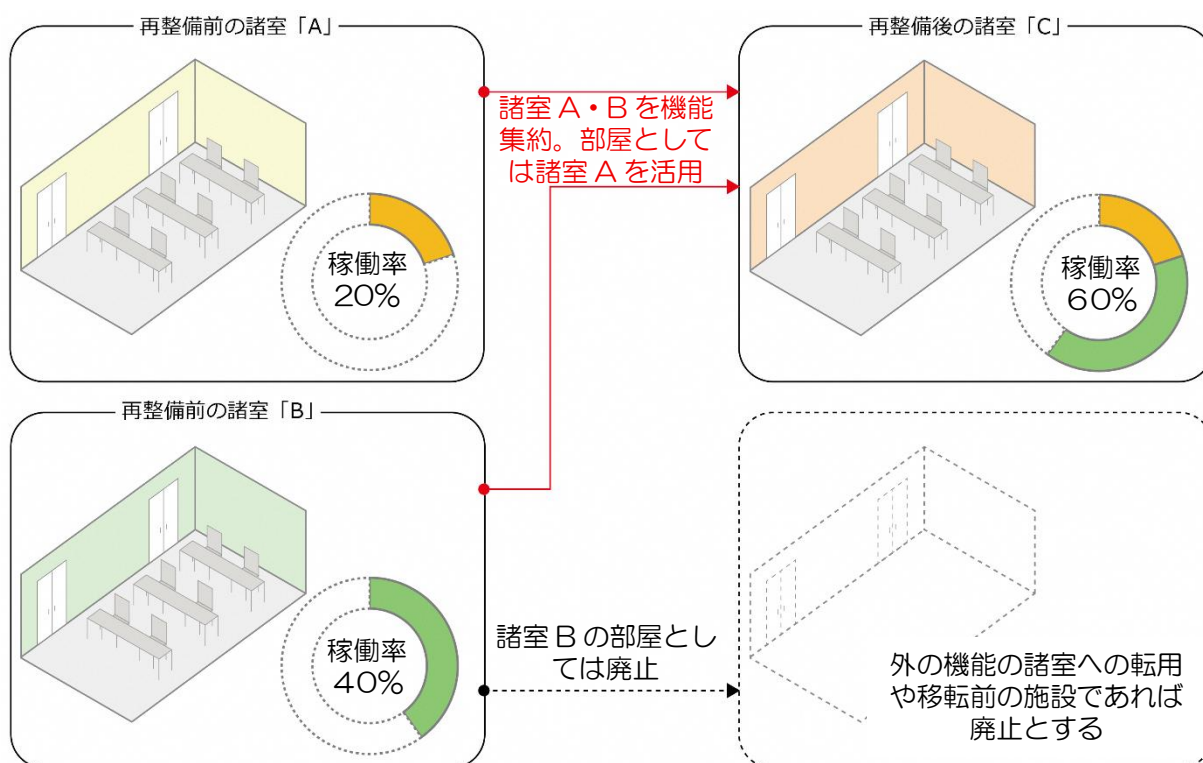 再整備前の諸室「A」
稼働率
20%
諸室A・Bを機能
集約。部屋として
は諸室Aを活用
再整備後の諸室「C」
稼働率
60%
再整備前の諸室「B」
稼働率
40%
諸室Bの部屋とし
ては廃止
外の機能の諸室への転用
や移転前の施設であれば
廃止とする